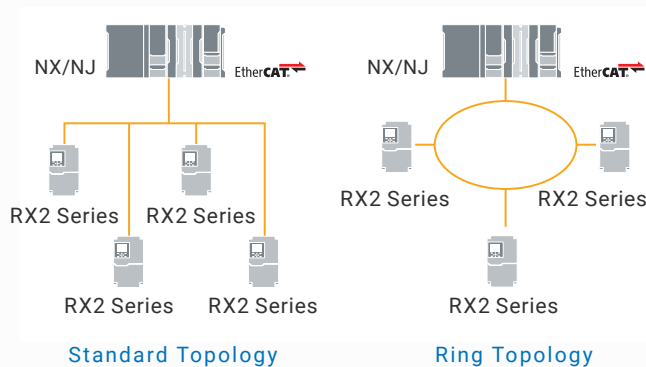 NX/NJ
EtherCAT
NX/NJ
EtherCAT
RX2 Series
RX2 Series
RX2 Series
RX2 Series
RX2 Series
RX2 Series
RX2 Series
Standard Topology
Ring Topology